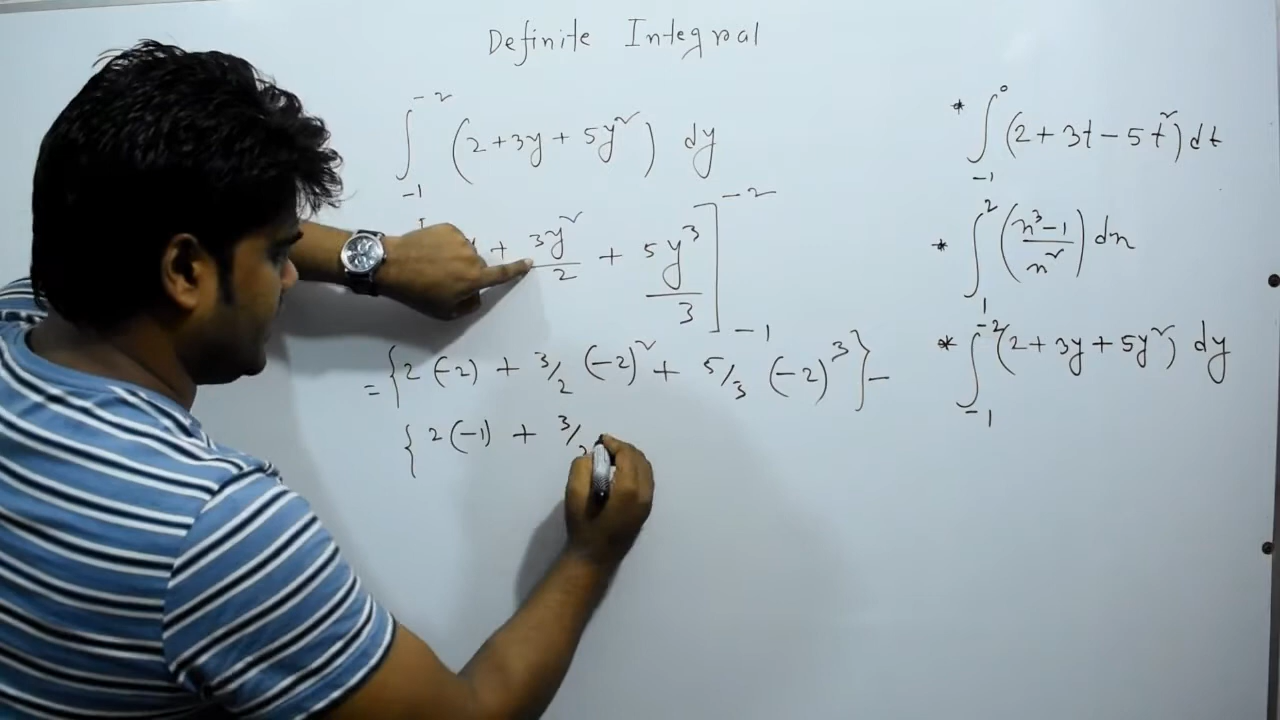 Definite Integral
∫_{-1}^{-2} (2+3y+5y²) dy
+ 3y²/2 + 5y³/3 ]_{-1}^{-2}
= {2(-2) + 3/2 (-2)² + 5/3 (-2)³} –
{2(-1) + 3/2
* ∫_{-1}^{0} (2+3t-5t²)dt
* ∫_{1}^{2} (x³-1/x²) dx
* ∫_{-1}^{-2} (2+3y+5y²) dy